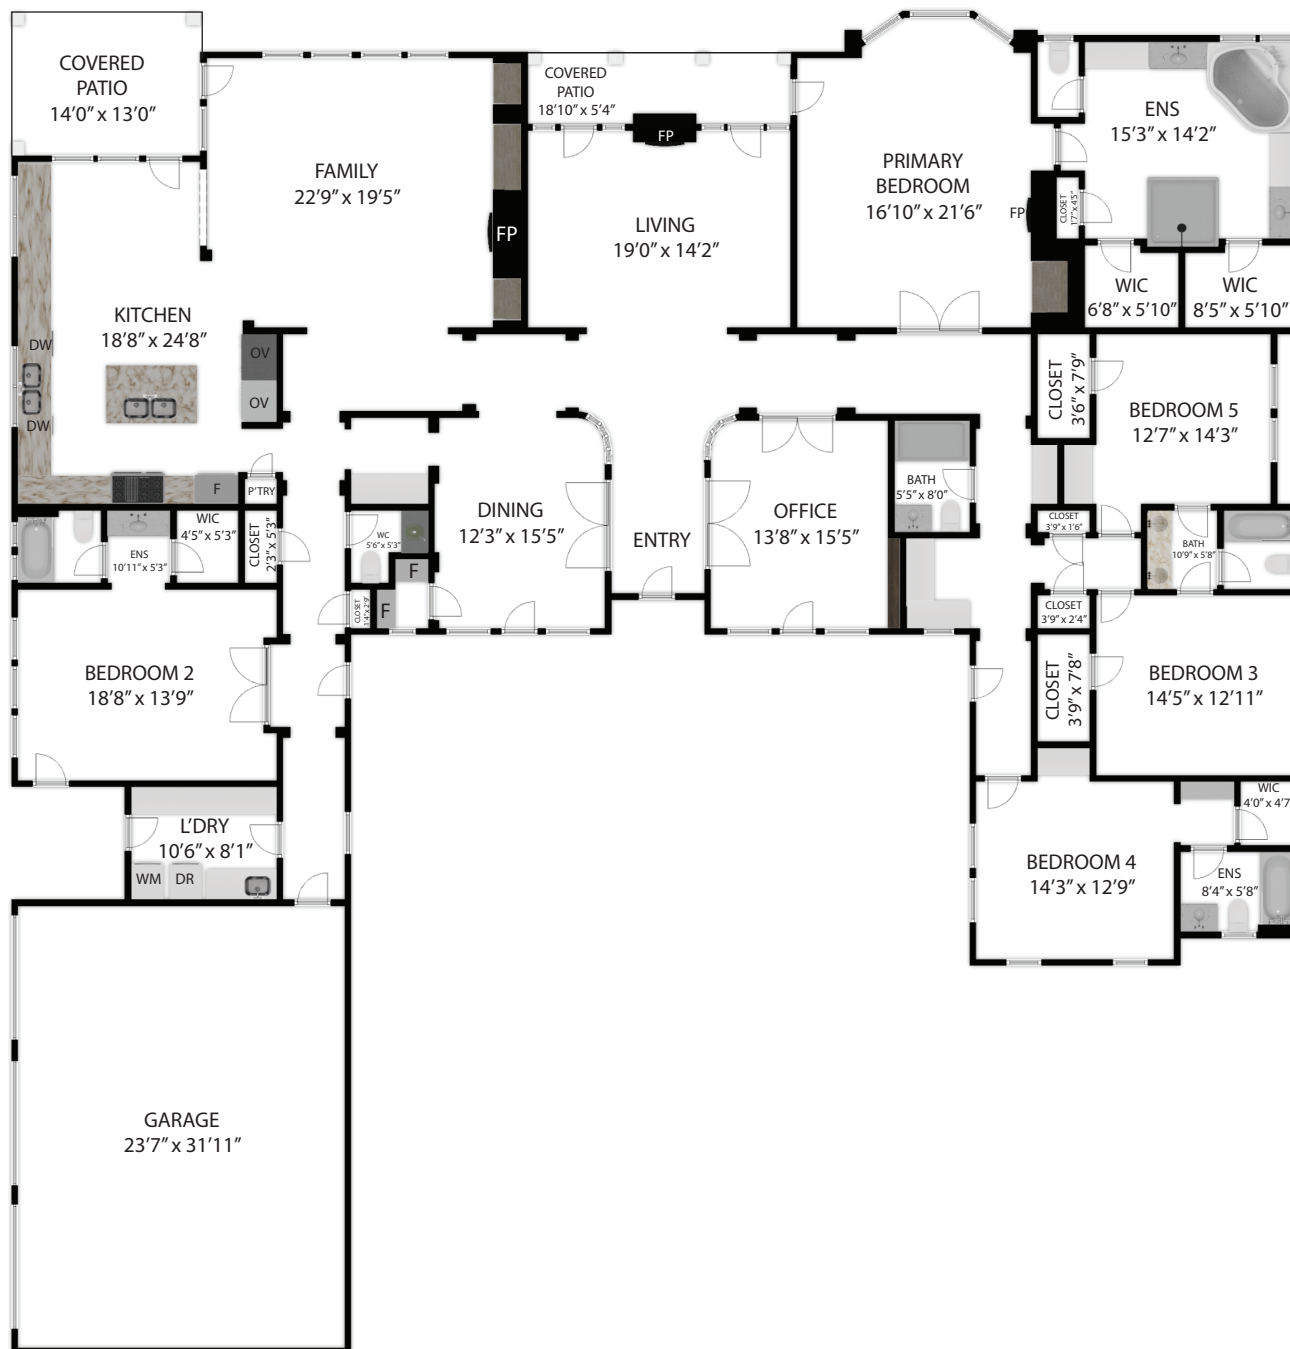 COVERED
PATIO
14'0" x 13'0"
FAMILY
22'9" x 19'5"
COVERED
PATIO
18'10" x 5'4"
FP
LIVING
19'0" x 14'2"
FP
PRIMARY
BEDROOM
16'10" x 21'6"
FP
ENS
15'3" x 14'2"
CLOSET
1'7" x 4'5"
WIC
6'8" x 5'10"
WIC
8'5" x 5'10"
KITCHEN
18'8" x 24'8"
DW
DW
OV
OV
F
P'TRY
CLOSET
3'6" x 7'9"
BEDROOM 5
12'7" x 14'3"
DINING
12'3" x 15'5"
ENTRY
OFFICE
13'8" x 15'5"
BATH
5'5" x 8'0"
WIC
4'5" x 5'3"
ENS
10'11" x 5'3"
CLOSET
2'3" x 5'3"
WC
5'6" x 5'3"
F
F
CLOSET
1'4" x 2'9"
CLOSET
3'9" x 1'6"
BATH
10'9" x 5'8"
CLOSET
3'9" x 2'4"
CLOSET
3'9" x 7'8"
BEDROOM 3
14'5" x 12'11"
BEDROOM 2
18'8" x 13'9"
L'DRY
10'6" x 8'1"
WM
DR
BEDROOM 4
14'3" x 12'9"
WIC
4'0" x 4'7
ENS
8'4" x 5'8"
GARAGE
23'7" x 31'11"